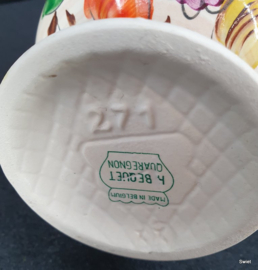 271
h BEQUET
QUAREGNON
MADE IN BELGIUM